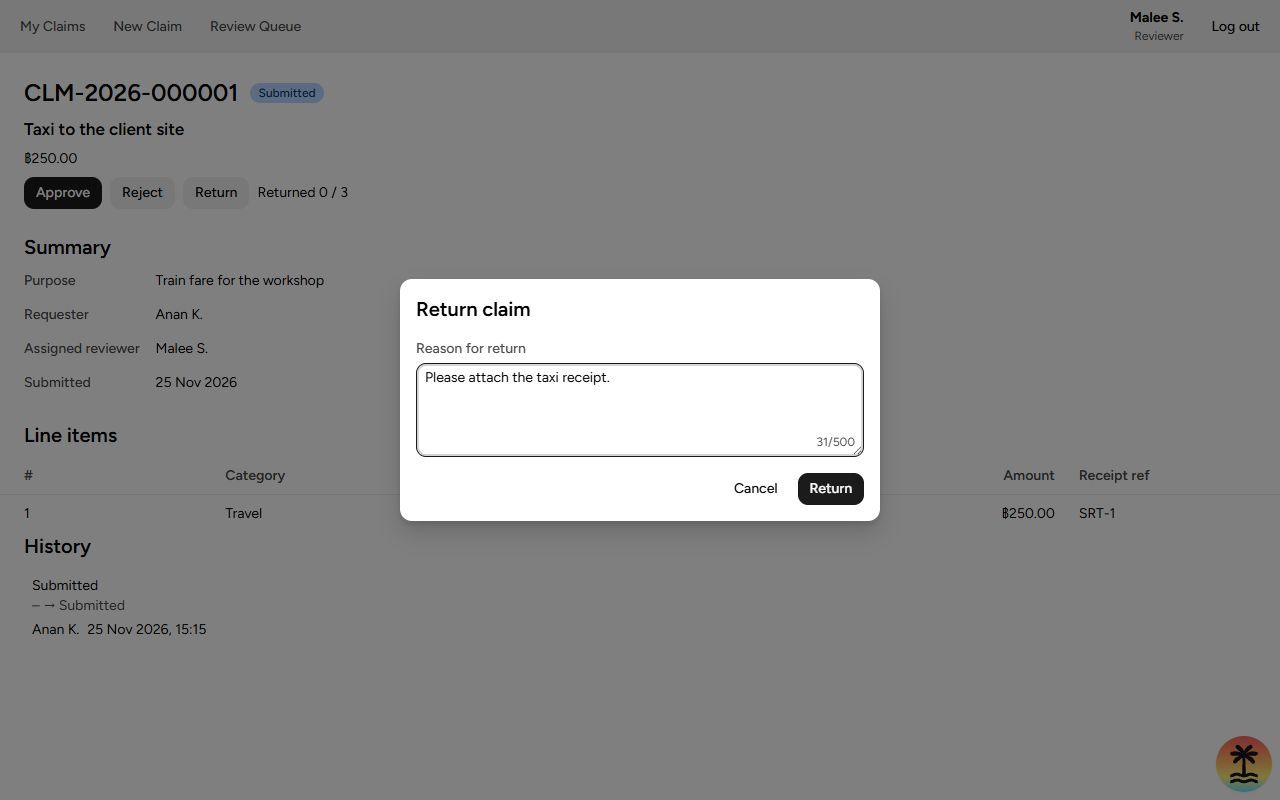 My Claims New Claim Review Queue Malee S. Log out
Reviewer
CLM-2026-000001 Submitted
Taxi to the client site
฿250.00
Approve Reject Return Returned 0 / 3
Summary
Purpose Train fare for the workshop
Requester Anan K.
Assigned reviewer Malee S.
Submitted 25 Nov 2026
Line items
# Category Amount Receipt ref
1 Travel ฿250.00 SRT-1
History
Submitted
– → Submitted
Anan K. 25 Nov 2026, 15:15
Return claim
Reason for return
Please attach the taxi receipt.
31/500
Cancel Return